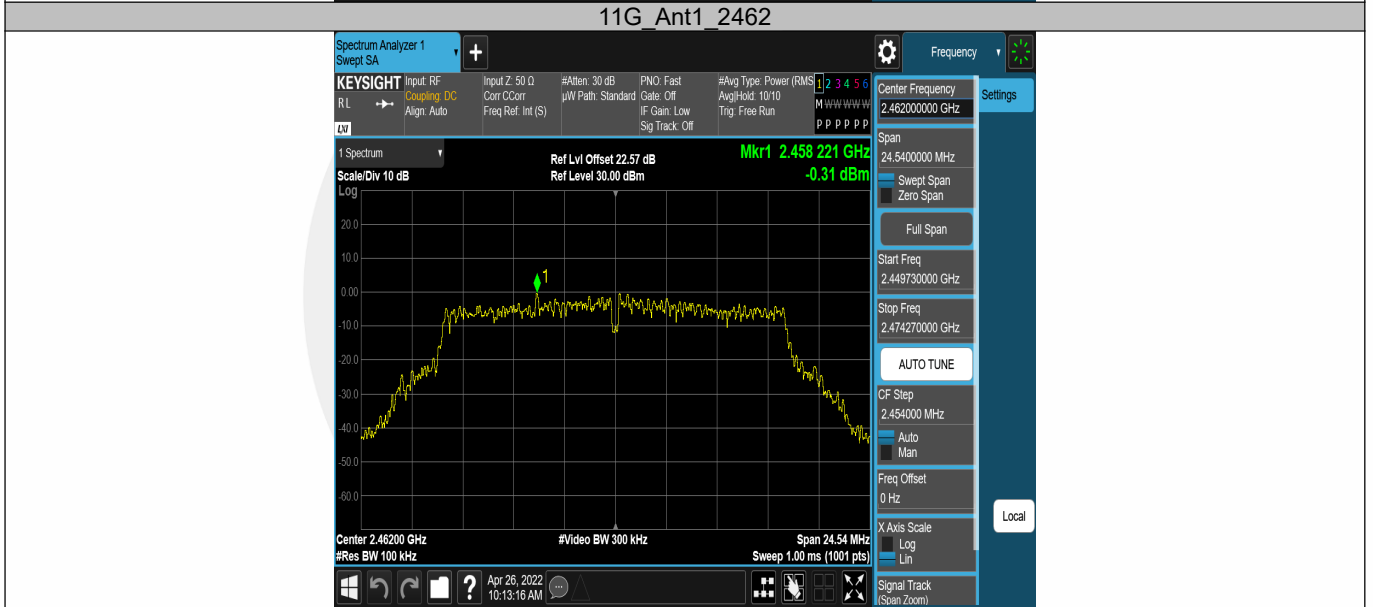 11G_Ant1_2462
Spectrum Analyzer 1
Swept SA
+
Frequency
KEYSIGHT
R L
LXI
Input: RF
Coupling: DC
Align: Auto
Input Z: 50 Ω
Corr CCorr
Freq Ref: Int (S)
#Atten: 30 dB
µW Path: Standard
PNO: Fast
Gate: Off
IF Gain: Low
Sig Track: Off
#Avg Type: Power (RMS
Avg|Hold: 10/10
Trig: Free Run
1 2 3 4 5 6
M W W W W W
P P P P P P
1 Spectrum
Scale/Div 10 dB
Log
Ref Lvl Offset 22.57 dB
Ref Level 30.00 dBm
Mkr1 2.458 221 GHz
-0.31 dBm
20.0
10.0
0.00
-10.0
-20.0
-30.0
-40.0
-50.0
-60.0
1
Center 2.46200 GHz
#Res BW 100 kHz
#Video BW 300 kHz
Span 24.54 MHz
Sweep 1.00 ms (1001 pts)
?
Apr 26, 2022
10:13:16 AM
Center Frequency
2.462000000 GHz
Settings
Span
24.5400000 MHz
Swept Span
Zero Span
Full Span
Start Freq
2.449730000 GHz
Stop Freq
2.474270000 GHz
AUTO TUNE
CF Step
2.454000 MHz
Auto
Man
Freq Offset
0 Hz
Local
X Axis Scale
Log
Lin
Signal Track
(Span Zoom)